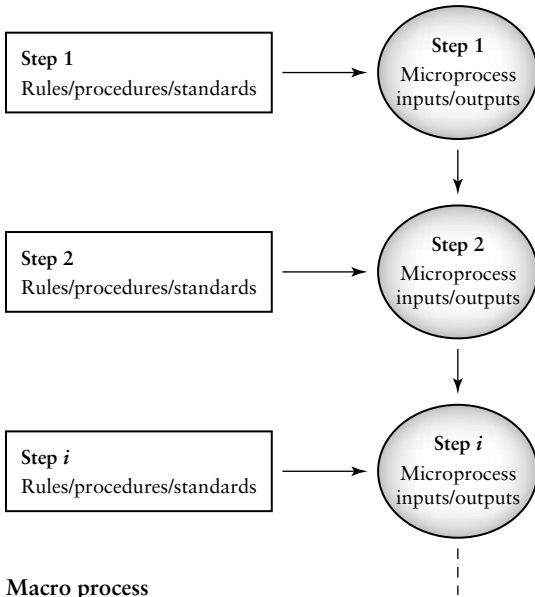 Step 1
Rules/procedures/standards
Step 1
Microprocess
inputs/outputs
Step 2
Rules/procedures/standards
Step 2
Microprocess
inputs/outputs
Step i
Rules/procedures/standards
Step i
Microprocess
inputs/outputs
Macro process